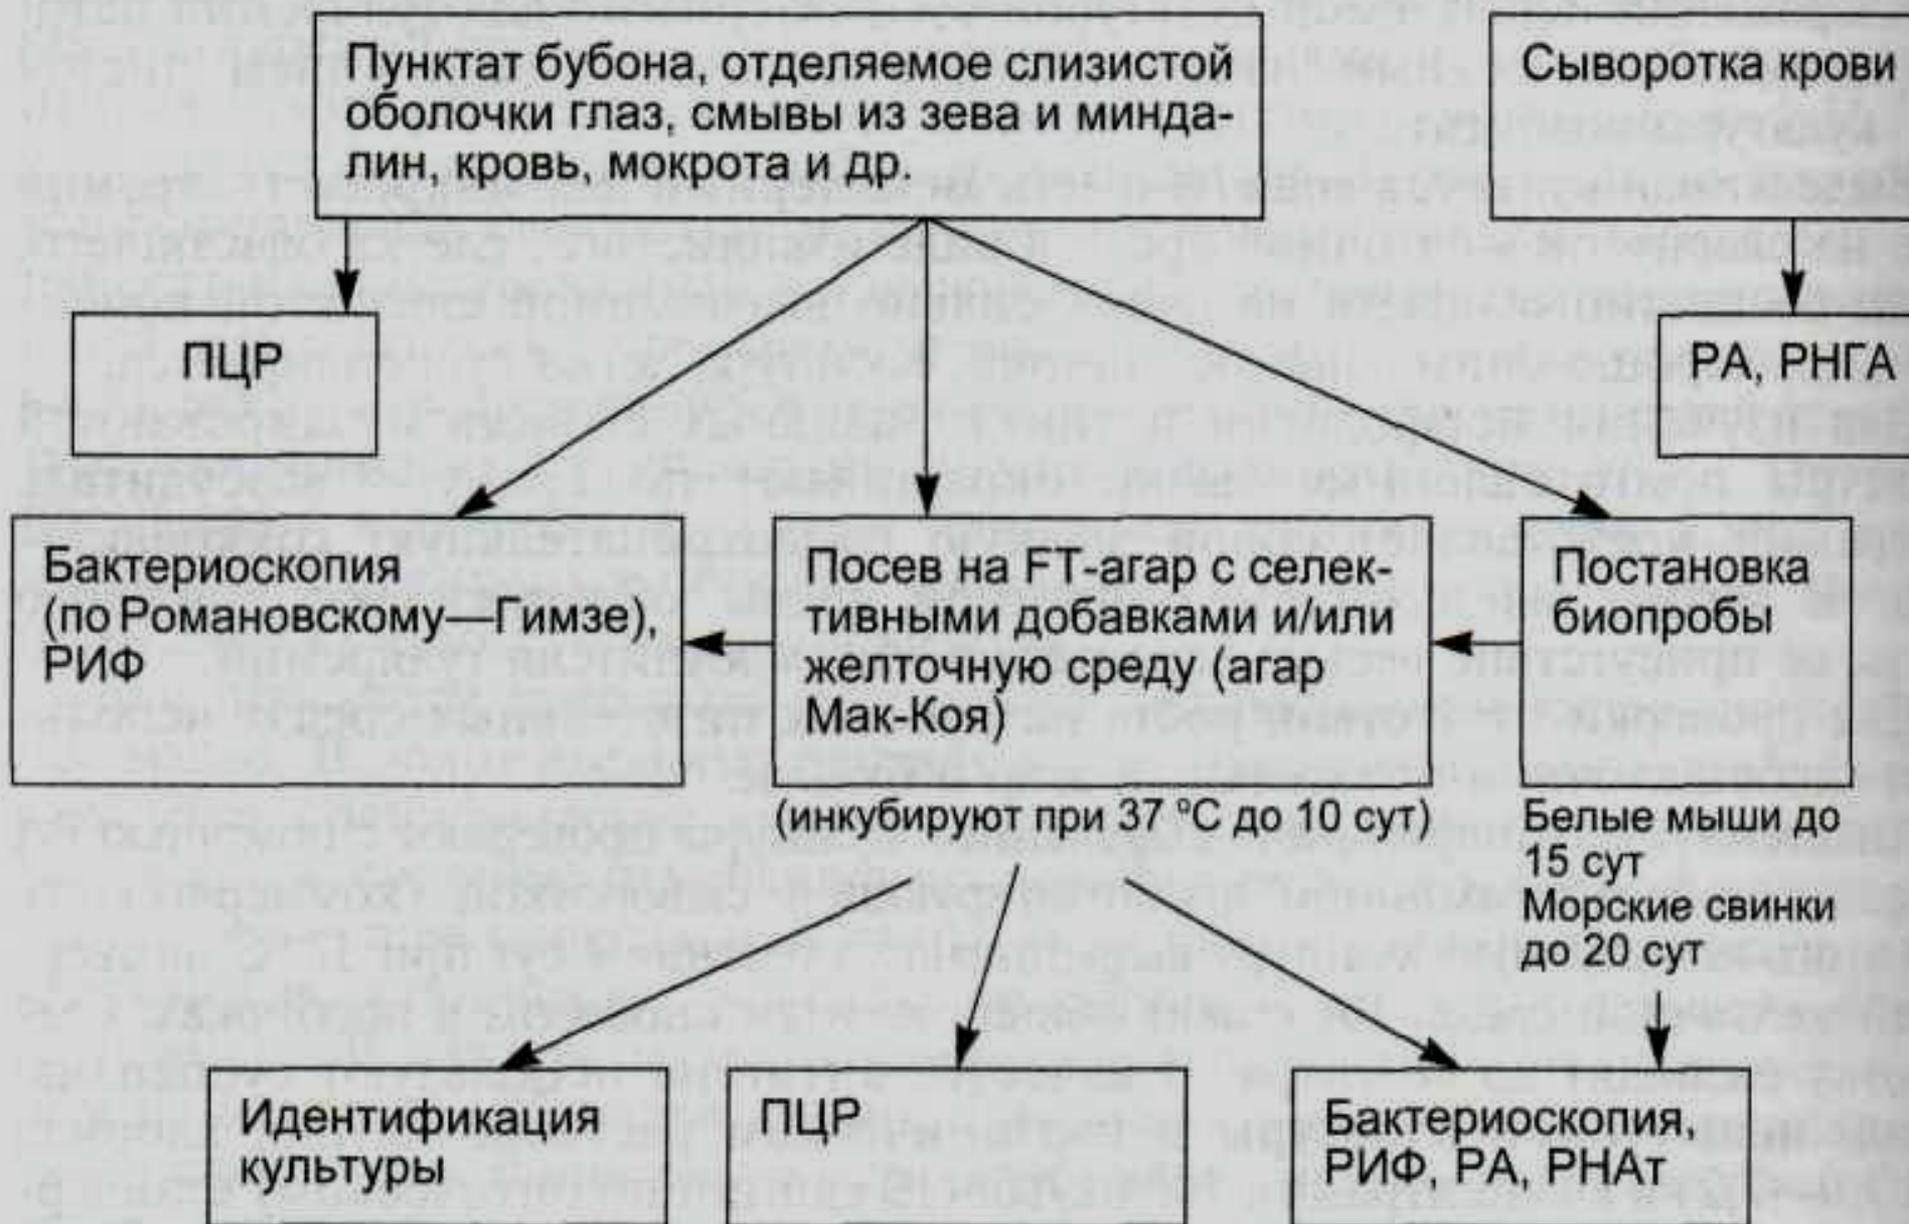 Пунктат бубона, отделяемое слизистой
оболочки глаз, смывы из зева и минда-
лин, кровь, мокрота и др.
Сыворотка крови
ПЦР
РА, РНГА
Бактериоскопия
(по Романовскому—Гимзе),
РИФ
Посев на FT-агар с селек-
тивными добавками и/или
желточную среду (агар
Мак-Коя)
Постановка
биопробы
(инкубируют при 37 °С до 10 сут)
Белые мыши до
15 сут
Морские свинки
до 20 сут
Идентификация
культуры
ПЦР
Бактериоскопия,
РИФ, РА, РНАт